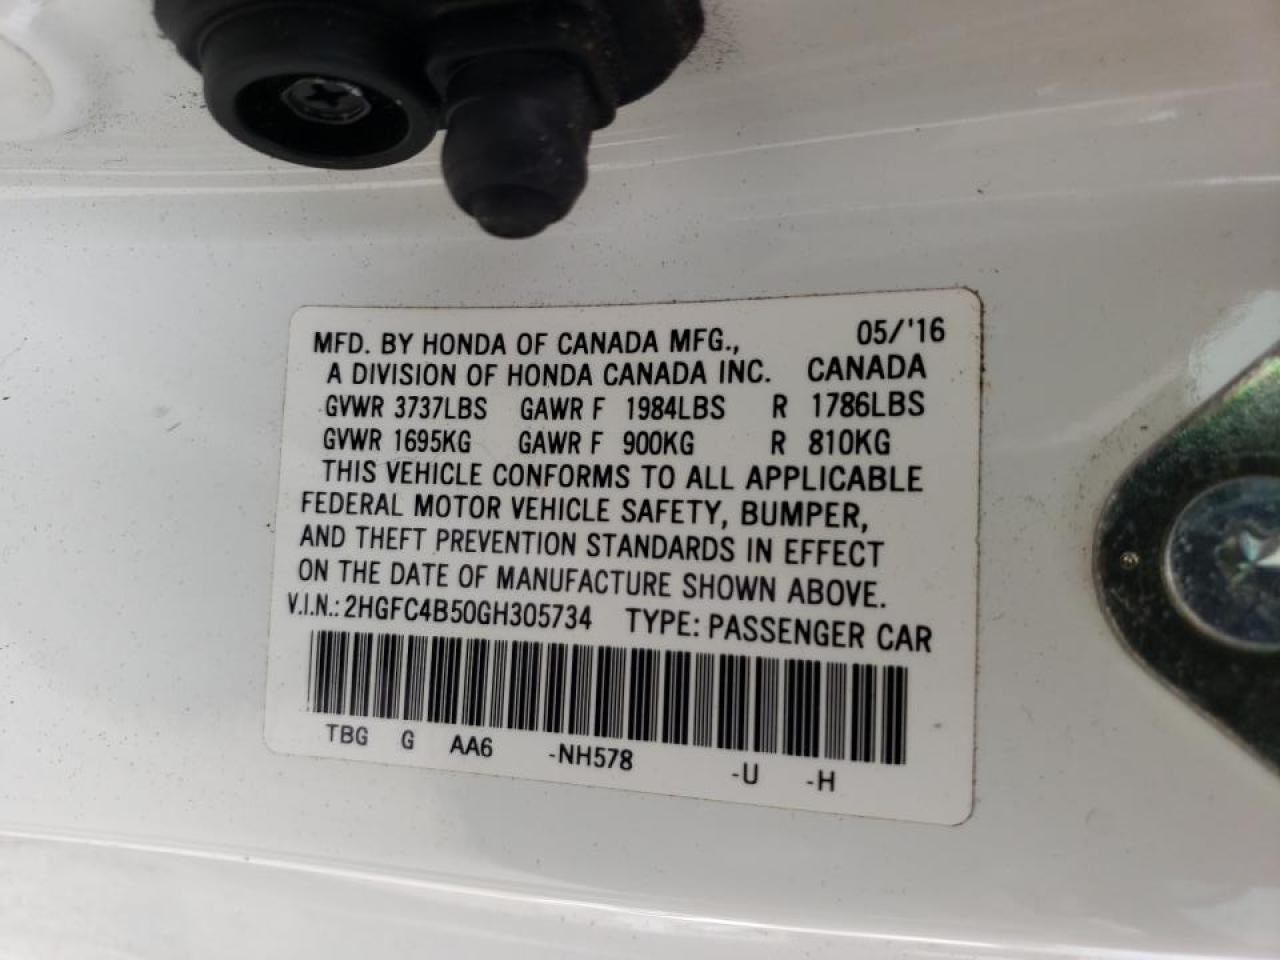 MFD. BY HONDA OF CANADA MFG., 05/'16
A DIVISION OF HONDA CANADA INC. CANADA
GVWR 3737LBS GAWR F 1984LBS R 1786LBS
GVWR 1695KG GAWR F 900KG R 810KG
THIS VEHICLE CONFORMS TO ALL APPLICABLE
FEDERAL MOTOR VEHICLE SAFETY, BUMPER,
AND THEFT PREVENTION STANDARDS IN EFFECT
ON THE DATE OF MANUFACTURE SHOWN ABOVE.
V.I.N.: 2HGFC4B50GH305734 TYPE: PASSENGER CAR
TBG G AA6 -NH578 -U -H